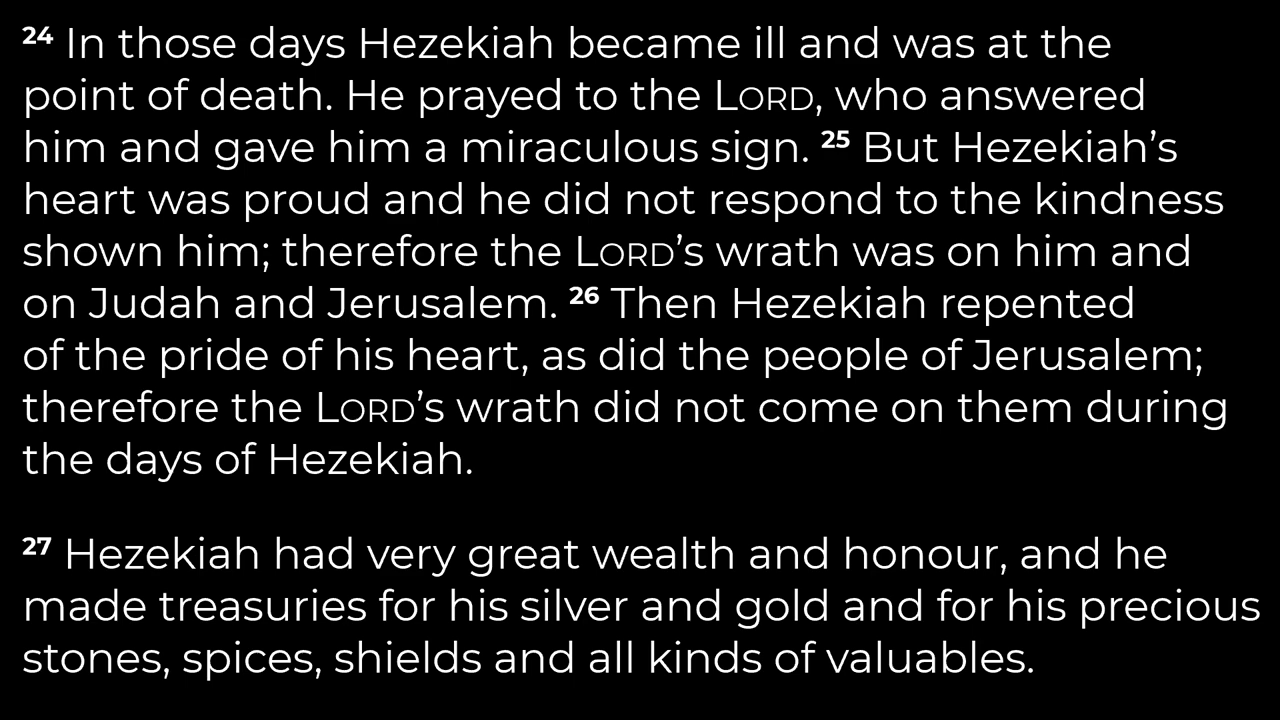 24 In those days Hezekiah became ill and was at the
point of death. He prayed to the LORD, who answered
him and gave him a miraculous sign. 25 But Hezekiah’s
heart was proud and he did not respond to the kindness
shown him; therefore the LORD’s wrath was on him and
on Judah and Jerusalem. 26 Then Hezekiah repented
of the pride of his heart, as did the people of Jerusalem;
therefore the LORD’s wrath did not come on them during
the days of Hezekiah.
27 Hezekiah had very great wealth and honour, and he
made treasuries for his silver and gold and for his precious
stones, spices, shields and all kinds of valuables.